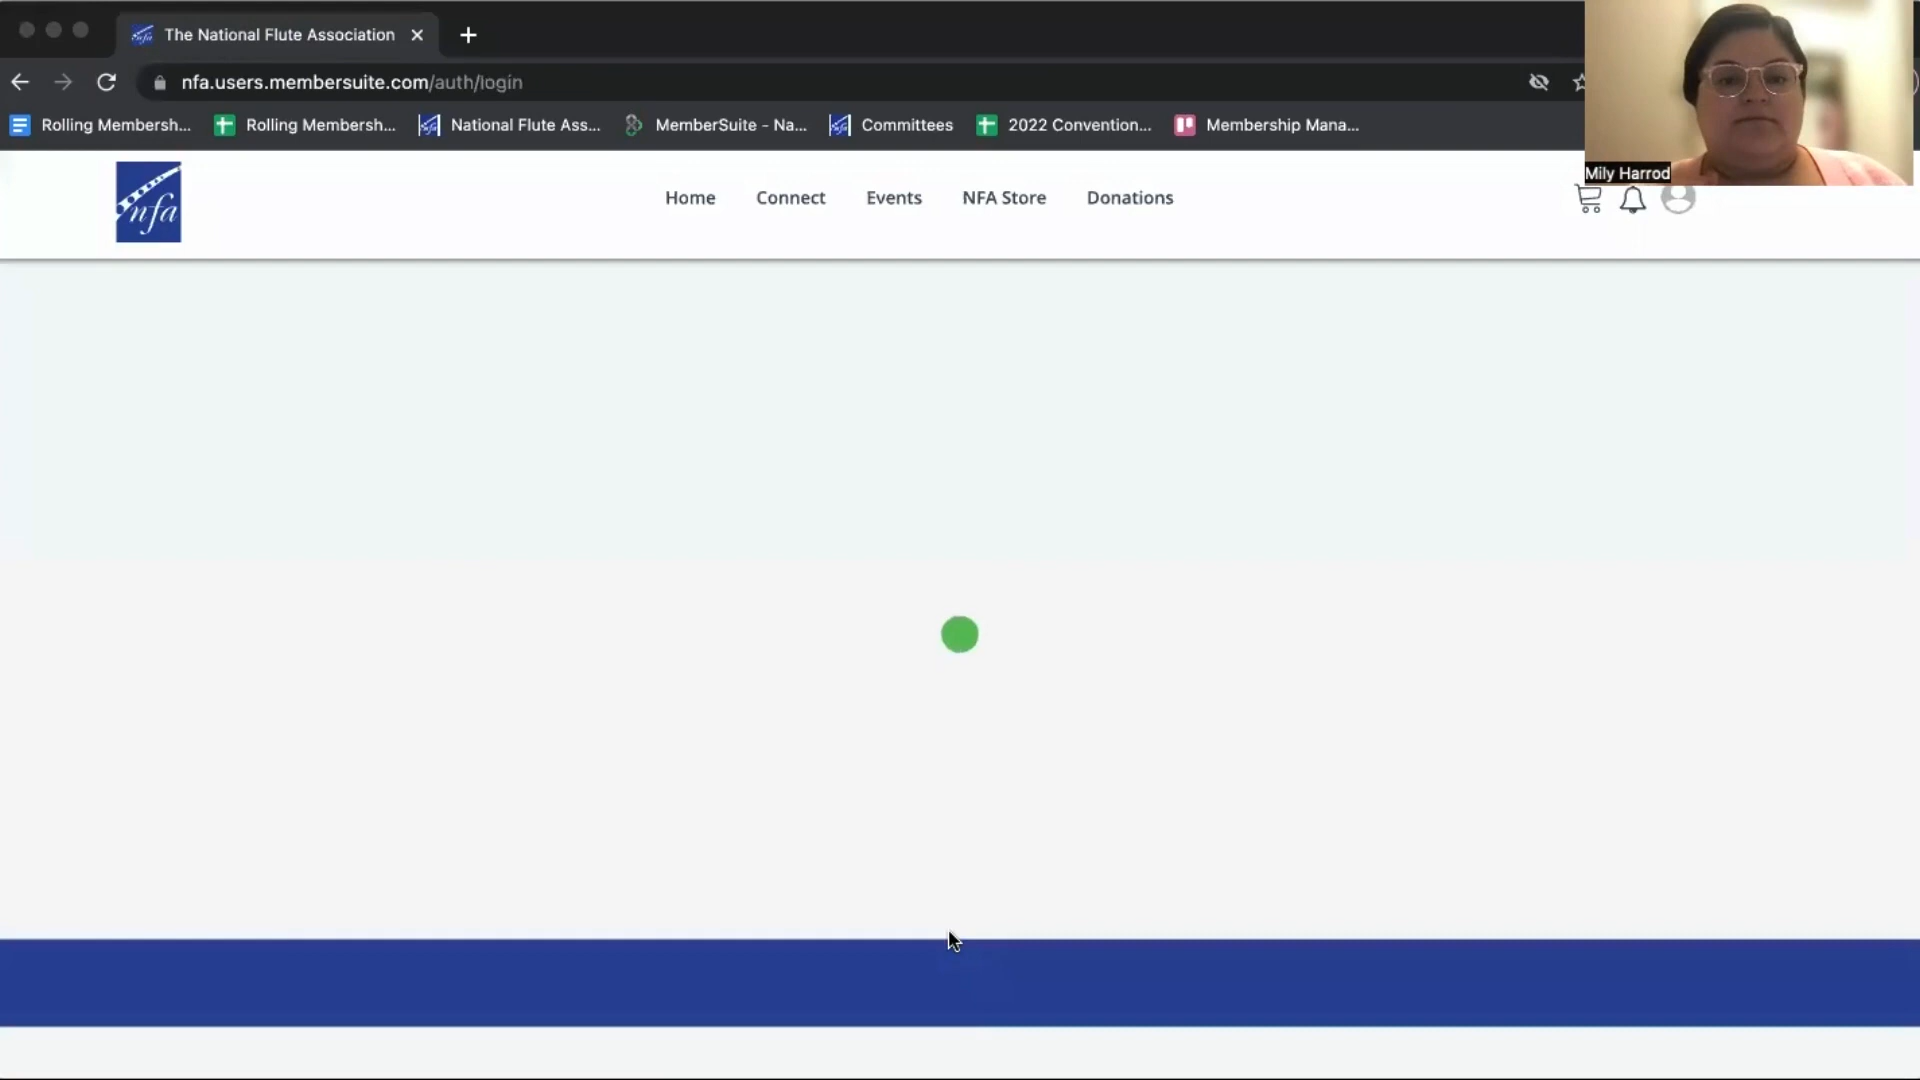 The National Flute Association
nfa.users.membersuite.com/auth/login
Rolling Membersh... Rolling Membersh... National Flute Ass... MemberSuite - Na... Committees 2022 Convention... Membership Mana...
Mily Harrod
nfa Home Connect Events NFA Store Donations